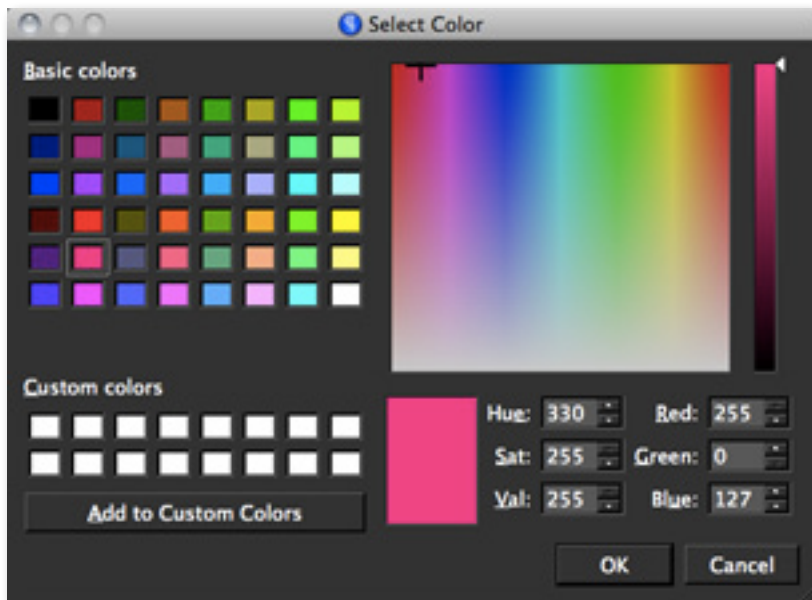 Select Color
Basic colors
Custom colors
Add to Custom Colors
Hue: 330 Red: 255
Sat: 255 Green: 0
Val: 255 Blue: 127
OK Cancel